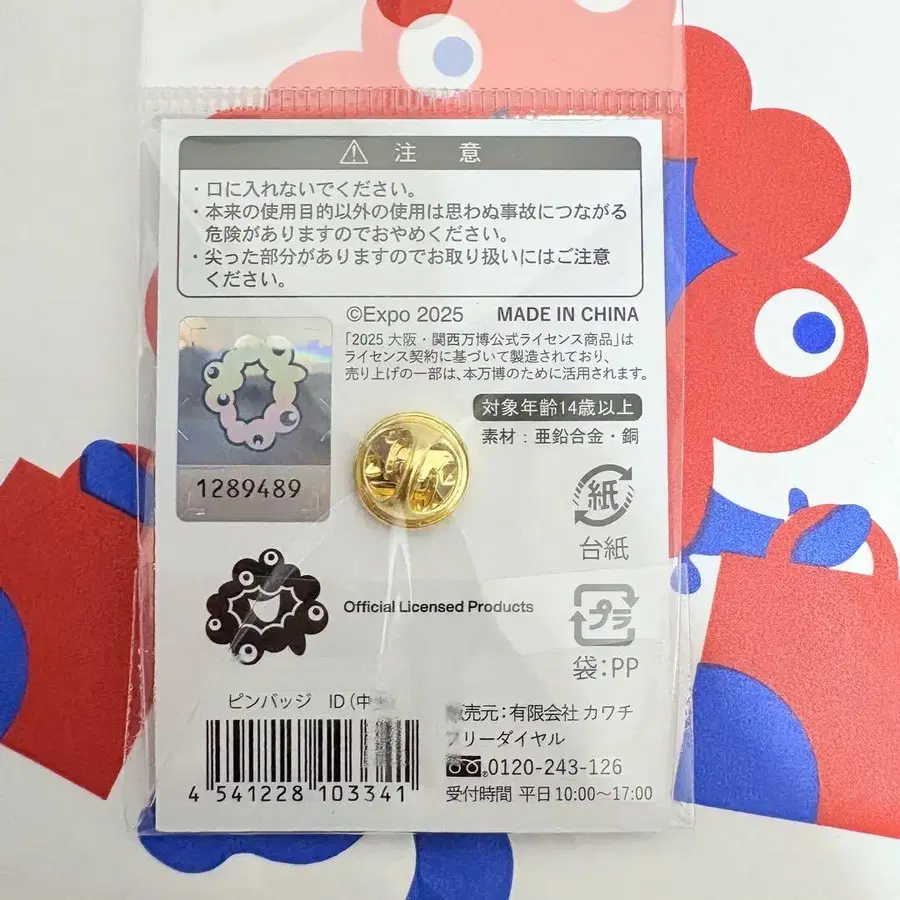 注 意
・口に入れないでください。
・本来の使用目的以外の使用は思わぬ事故につながる
危険がありますのでおやめください。
・尖った部分がありますのでお取り扱いにはご注意
ください。
©Expo 2025 MADE IN CHINA
「2025 大阪・関西万博公式ライセンス商品」は
ライセンス契約に基づいて製造されており、
売り上げの一部は、本万博のために活用されます。
対象年齢14歳以上
素材：亜鉛合金・銅
1289489
紙
台紙
Official Licensed Products
プラ
袋：PP
ピンバッジ ID（中
4 541228 103341
売元：有限会社 カワチ
フリーダイヤル
0120-243-126
受付時間 平日 10:00～17:00